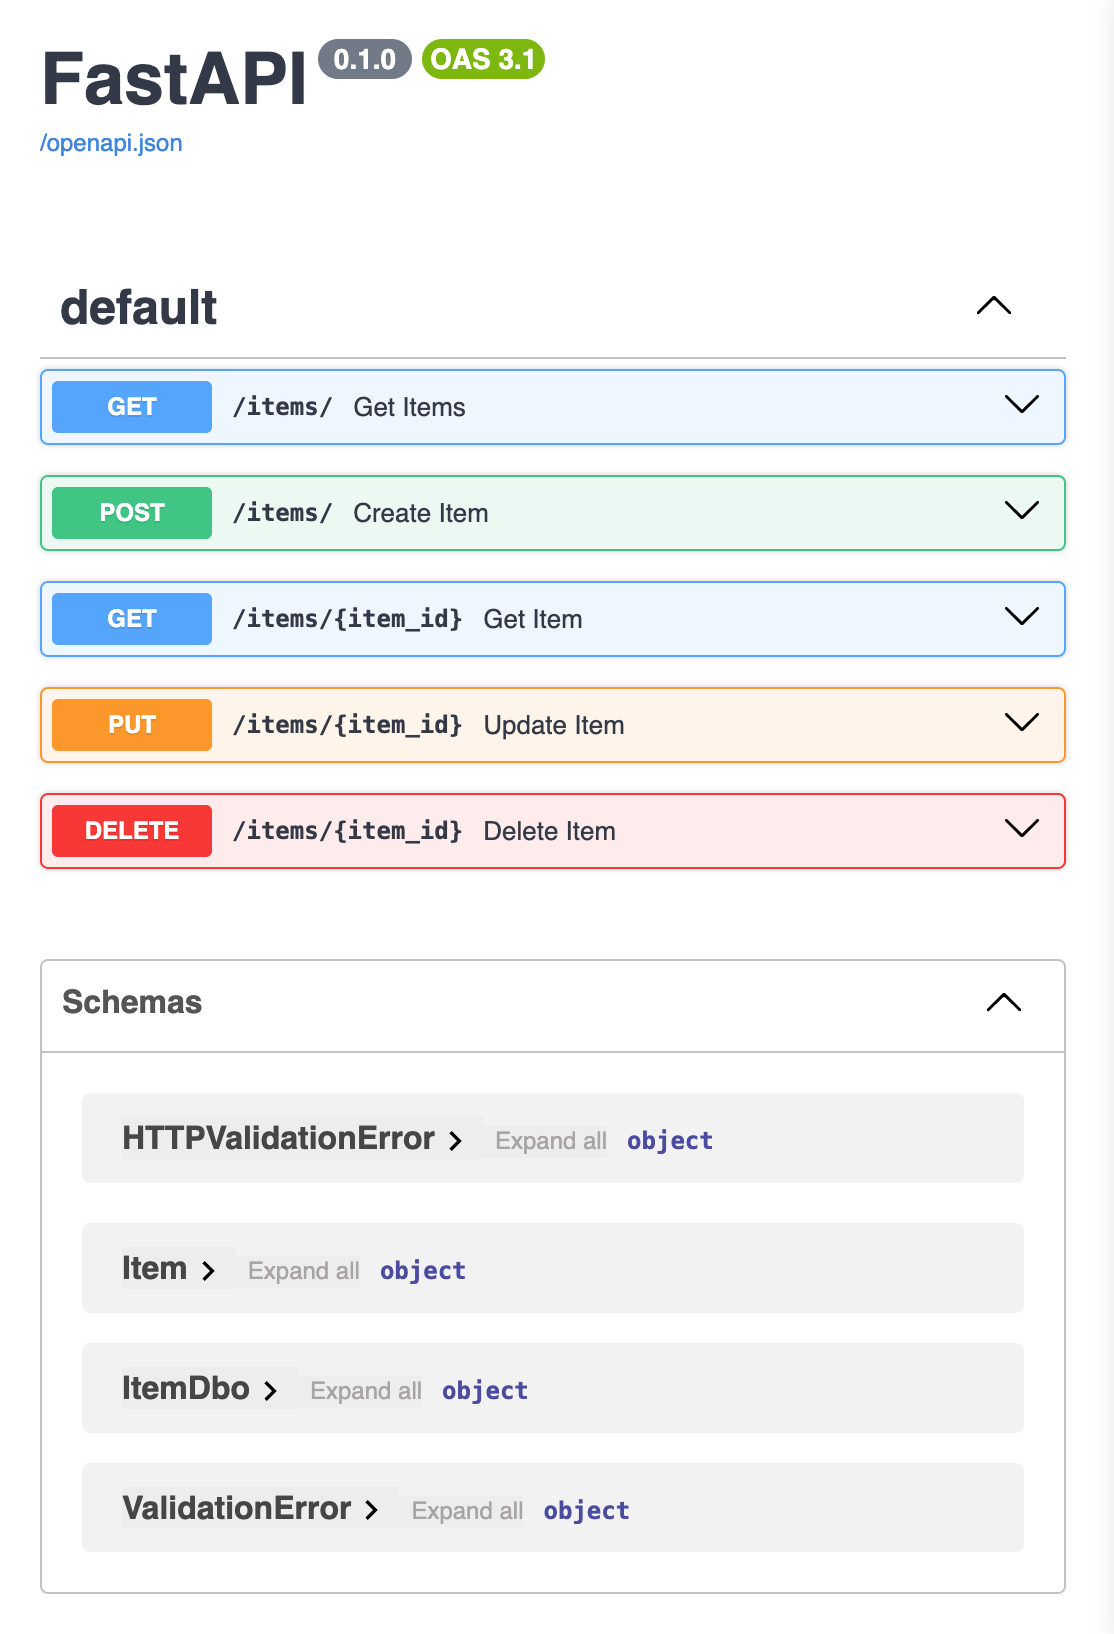 FastAPI 0.1.0 OAS 3.1
/openapi.json
default
GET /items/ Get Items
POST /items/ Create Item
GET /items/{item_id} Get Item
PUT /items/{item_id} Update Item
DELETE /items/{item_id} Delete Item
Schemas
HTTPValidationError Expand all object
Item Expand all object
ItemDbo Expand all object
ValidationError Expand all object